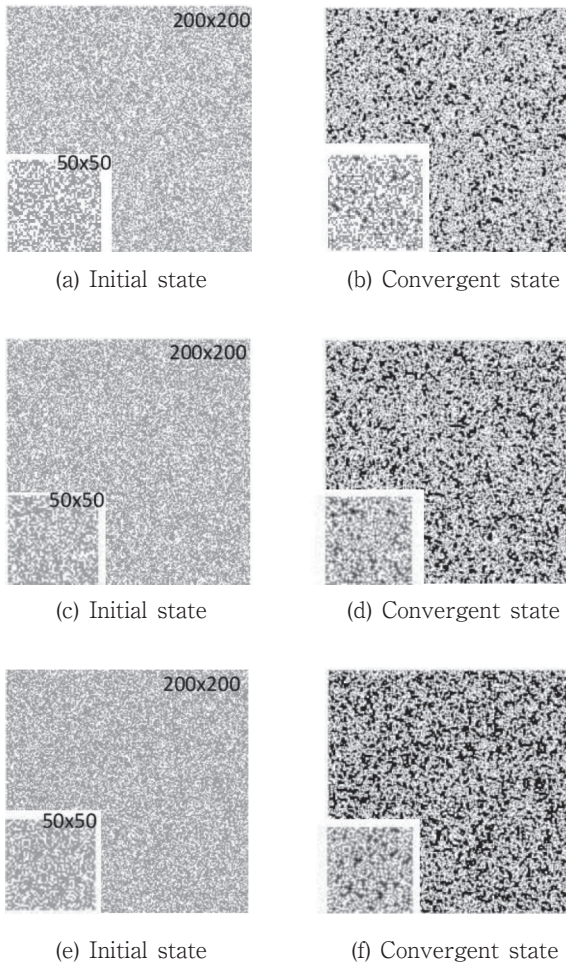 200x200
50x50
(a) Initial state
(b) Convergent state
200x200
50x50
(c) Initial state
(d) Convergent state
200x200
50x50
(e) Initial state
(f) Convergent state